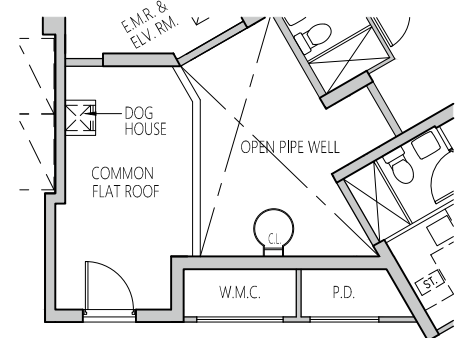 E.M.R. &
ELV. RM.
DOG
HOUSE
OPEN PIPE WELL
COMMON
FLAT ROOF
C.L.
W.M.C.
P.D.
ST.